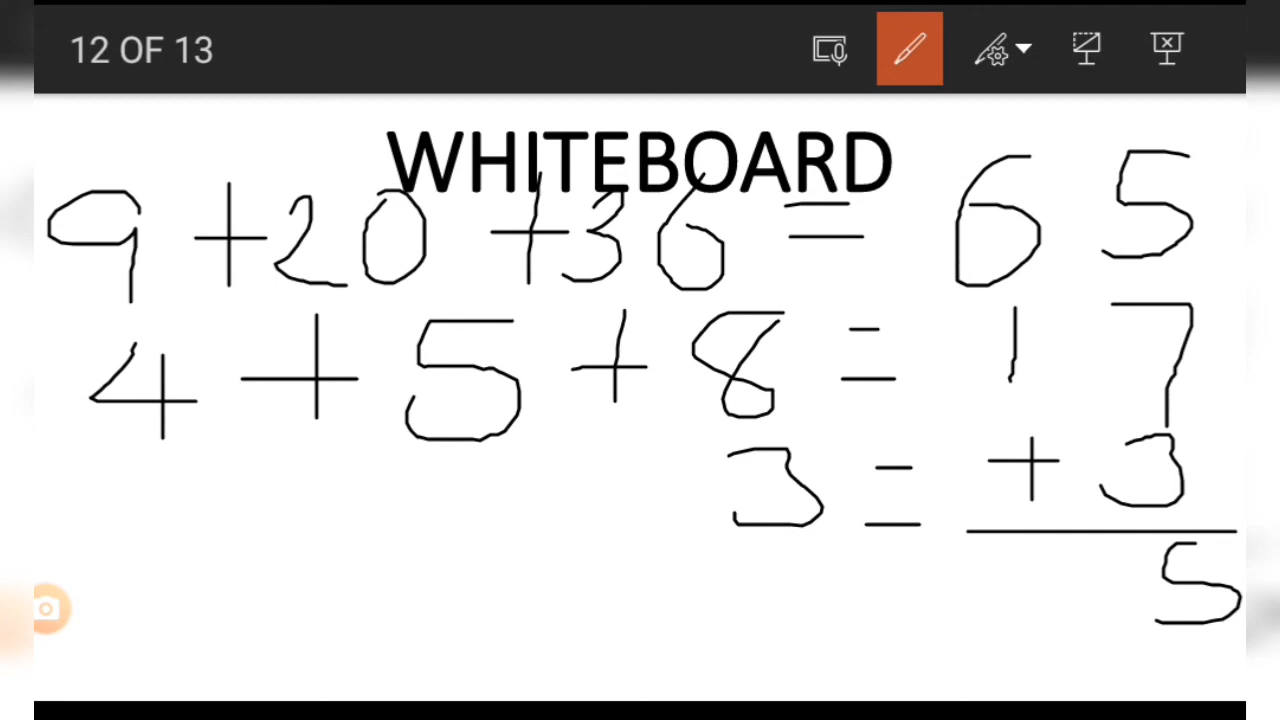 12 OF 13
WHITEBOARD
9 + 20 + 36 = 65
4 + 5 + 8 = 17
3 = + 3
5